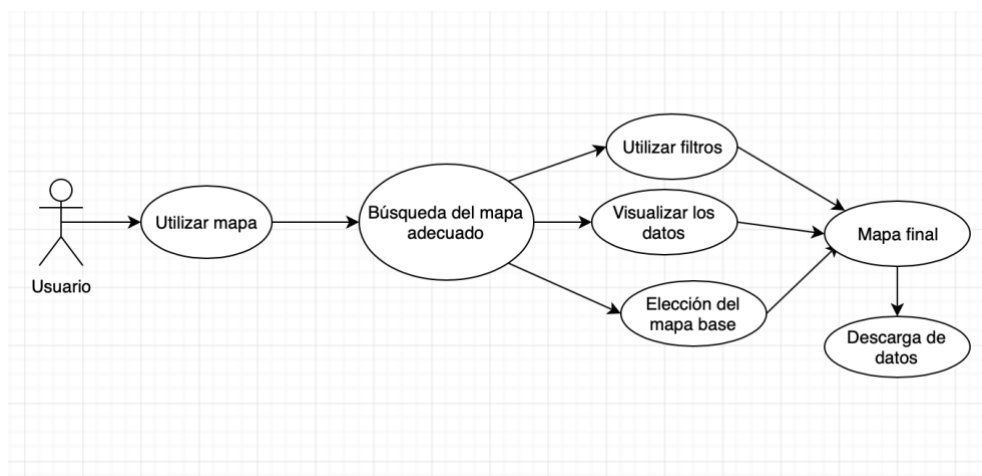 Usuario
Utilizar mapa
Búsqueda del mapa
adecuado
Utilizar filtros
Visualizar los
datos
Elección del
mapa base
Mapa final
Descarga de
datos